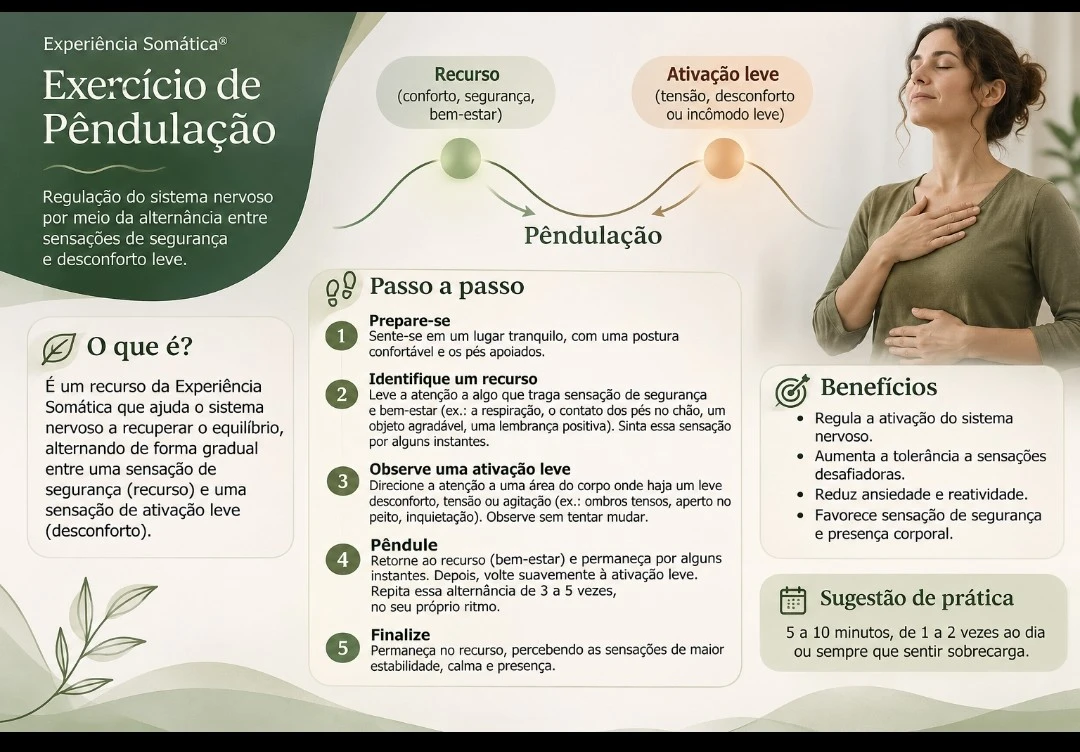 Experiência Somática®
Exercício de
Pêndulação
Regulação do sistema nervoso
por meio da alternância entre
sensações de segurança
e desconforto leve.
Recurso
(conforto, segurança,
bem-estar)
Ativação leve
(tensão, desconforto
ou incômodo leve)
Pêndulação
O que é?
É um recurso da Experiência
Somática que ajuda o sistema
nervoso a recuperar o equilíbrio,
alternando de forma gradual
entre uma sensação de
segurança (recurso) e uma
sensação de ativação leve
(desconforto).
Passo a passo
1
Prepare-se
Sente-se em um lugar tranquilo, com uma postura
confortável e os pés apoiados.
2
Identifique um recurso
Leve a atenção a algo que traga sensação de segurança
e bem-estar (ex.: a respiração, o contato dos pés no chão, um
objeto agradável, uma lembrança positiva). Sinta essa sensação
por alguns instantes.
3
Observe uma ativação leve
Direcione a atenção a uma área do corpo onde haja um leve
desconforto, tensão ou agitação (ex.: ombros tensos, aperto no
peito, inquietação). Observe sem tentar mudar.
4
Pêndule
Retorne ao recurso (bem-estar) e permaneça por alguns
instantes. Depois, volte suavemente à ativação leve.
Repita essa alternância de 3 a 5 vezes,
no seu próprio ritmo.
5
Finalize
Permaneça no recurso, percebendo as sensações de maior
estabilidade, calma e presença.
Benefícios
• Regula a ativação do sistema
nervoso.
• Aumenta a tolerância a sensações
desafiadoras.
• Reduz ansiedade e reatividade.
• Favorece sensação de segurança
e presença corporal.
Sugestão de prática
5 a 10 minutos, de 1 a 2 vezes ao dia
ou sempre que sentir sobrecarga.